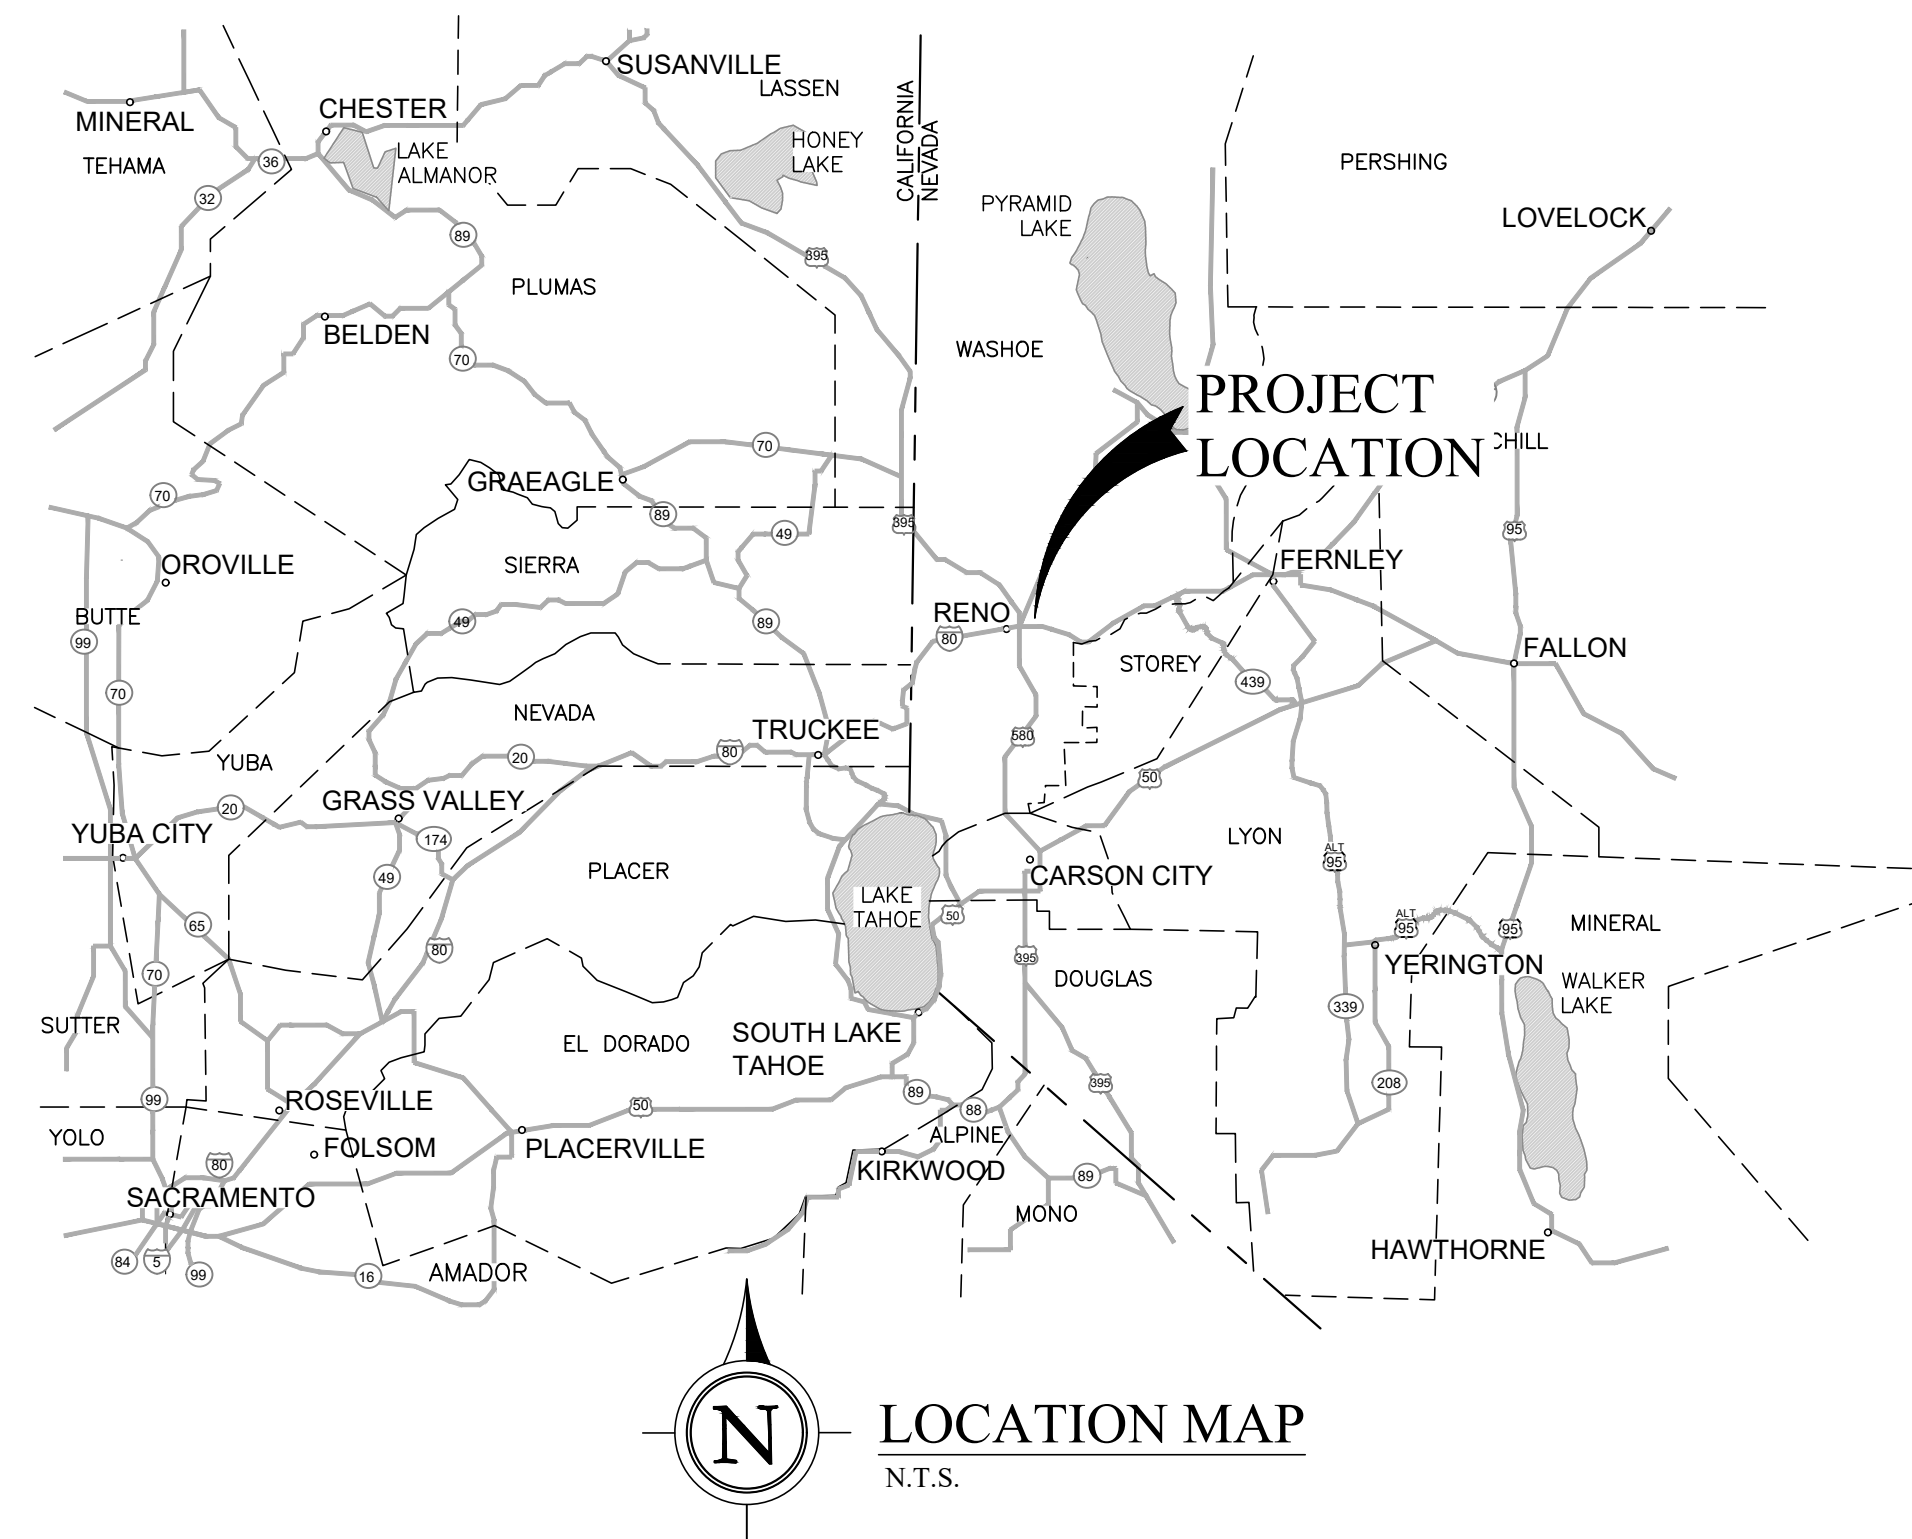 SUSANVILLE
LASSEN
CHESTER
MINERAL
TEHAMA
36
32
LAKE
ALMANOR
89
HONEY
LAKE
CALIFORNIA
NEVADA
PERSHING
PYRAMID
LAKE
LOVELOCK
395
PLUMAS
BELDEN
70
WASHOE
PROJECT
LOCATION
CHILL
70
GRAEAGLE
70
89
49
395
95
OROVILLE
SIERRA
FERNLEY
BUTTE
99
49
89
RENO
80
STOREY
FALLON
70
439
NEVADA
TRUCKEE
580
YUBA
20
80
50
GRASS VALLEY
20
YUBA CITY
174
LYON
ALT
95
49
PLACER
CARSON CITY
LAKE
TAHOE
50
65
80
ALT
95
95
MINERAL
395
YERINGTON
70
DOUGLAS
WALKER
LAKE
339
SUTTER
EL DORADO
SOUTH LAKE
TAHOE
395
208
99
ROSEVILLE
50
89
88
YOLO
FOLSOM
PLACERVILLE
ALPINE
80
KIRKWOOD
89
SACRAMENTO
MONO
84
5
99
16
AMADOR
HAWTHORNE
N
LOCATION MAP
N.T.S.